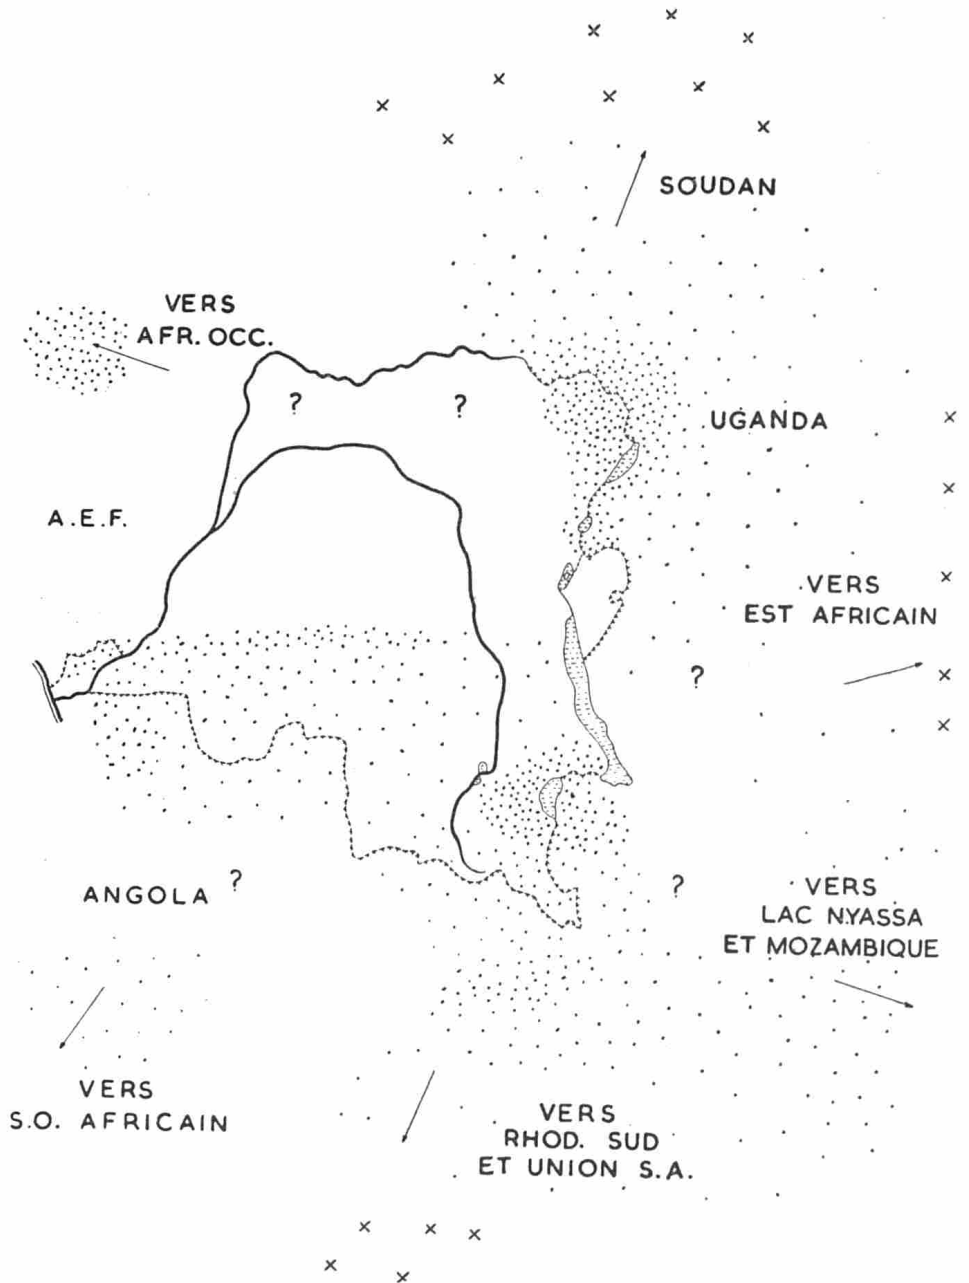 SOUDAN
VERS
AFR. OCC.
?
?
UGANDA
A.E.F.
VERS
EST AFRICAIN
?
ANGOLA ?
?
VERS
LAC NYASSA
ET MOZAMBIQUE
VERS
S.O. AFRICAIN
VERS
RHOD. SUD
ET UNION S.A.